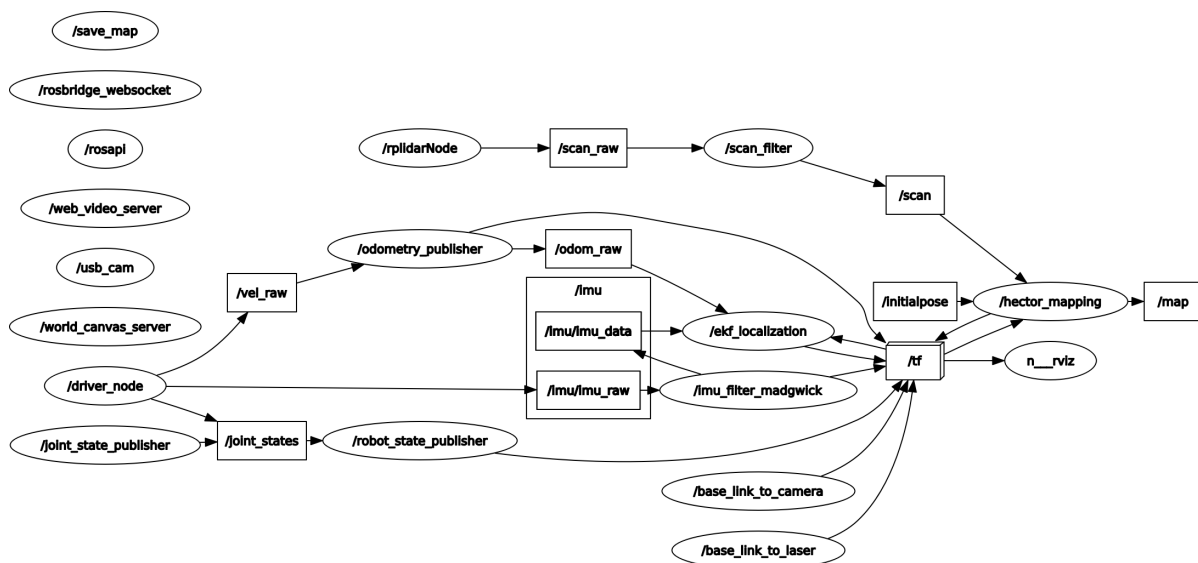 /save_map
/rosbridge_websocket
/rosapi
/rplidarNode
/scan_raw
/scan_filter
/web_video_server
/scan
/odometry_publisher
/odom_raw
/usb_cam
/vel_raw
/imu
/initialpose
/hector_mapping
/map
/world_canvas_server
/imu/imu_data
/ekf_localization
/tf
n___rviz
/driver_node
/imu/imu_raw
/imu_filter_madgwick
/joint_state_publisher
/joint_states
/robot_state_publisher
/base_link_to_camera
/base_link_to_laser